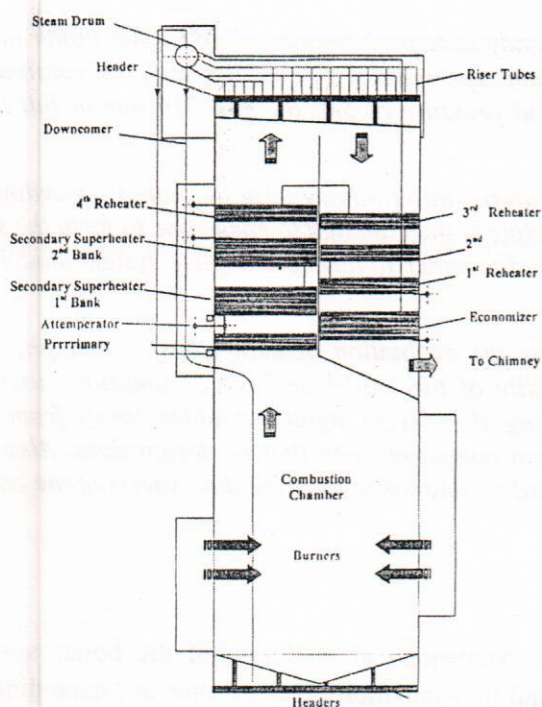 Steam Drum
Hender
Downcomer
Riser Tubes
4th Reheater
Secondary Superheater
2nd Bank
Secondary Superheater
1st Bank
Attemperator
Prrrrimary
3rd Reheater
2nd
1st Reheater
Economizer
To Chimney
Combustion
Chamber
Burners
Headers